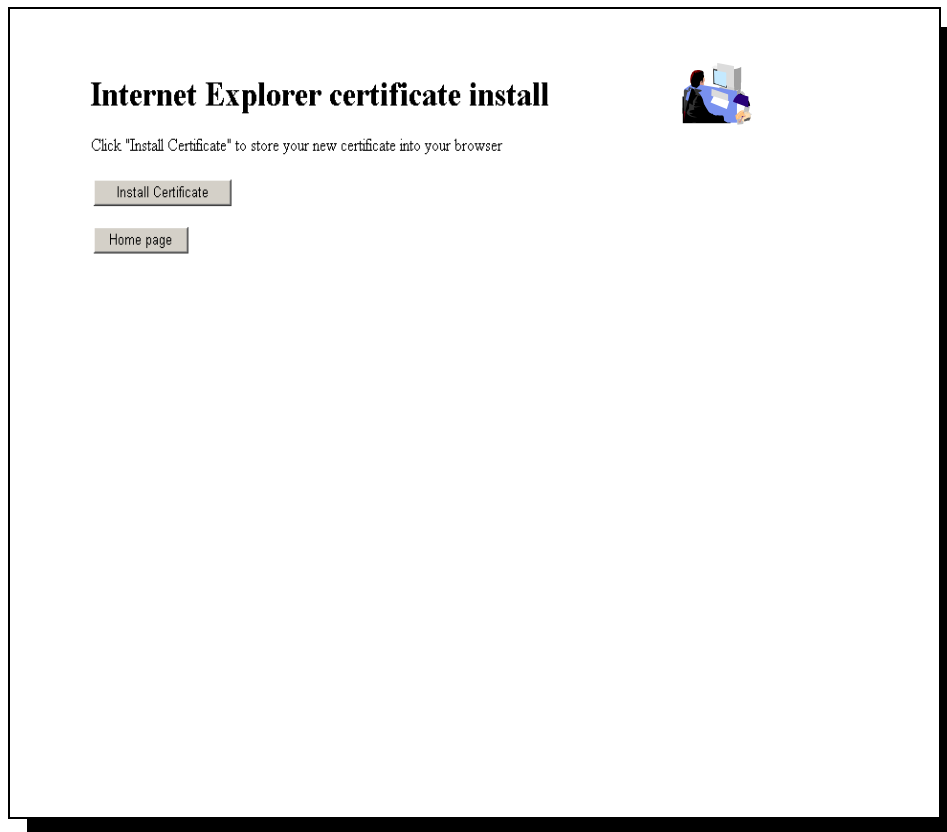 Internet Explorer certificate install
Click "Install Certificate" to store your new certificate into your browser
Install Certificate
Home page